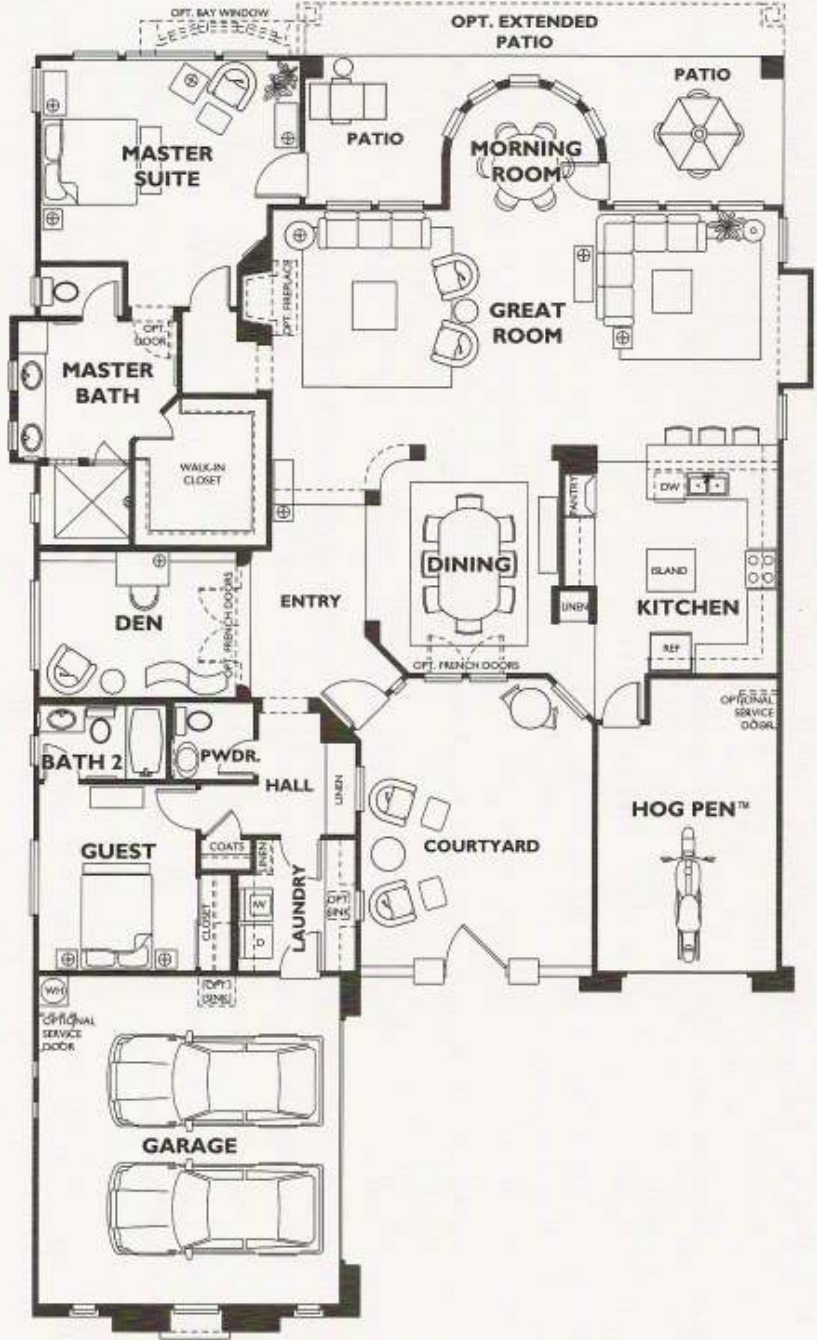 OPT. BAY WINDOW
OPT. EXTENDED
PATIO
PATIO
PATIO
MASTER
SUITE
MORNING
ROOM
OPT. FIREPLACE
GREAT
ROOM
OPT.
DOOR
MASTER
BATH
WALK-IN
CLOSET
PANTRY
DW
ISLAND
KITCHEN
REF
LINEN
DINING
OPT. FRENCH DOORS
ENTRY
DEN
OPT. FRENCH DOORS
OPTIONAL
SERVICE
DOOR
BATH 2
PWDR.
HALL
LINEN
HOG PEN™
COURTYARD
GUEST
COATS
LINEN
LAUNDRY
W
D
OPT.
SINK
CLOSET
WH
OPT.
SINK
OPTIONAL
SERVICE
DOOR
GARAGE